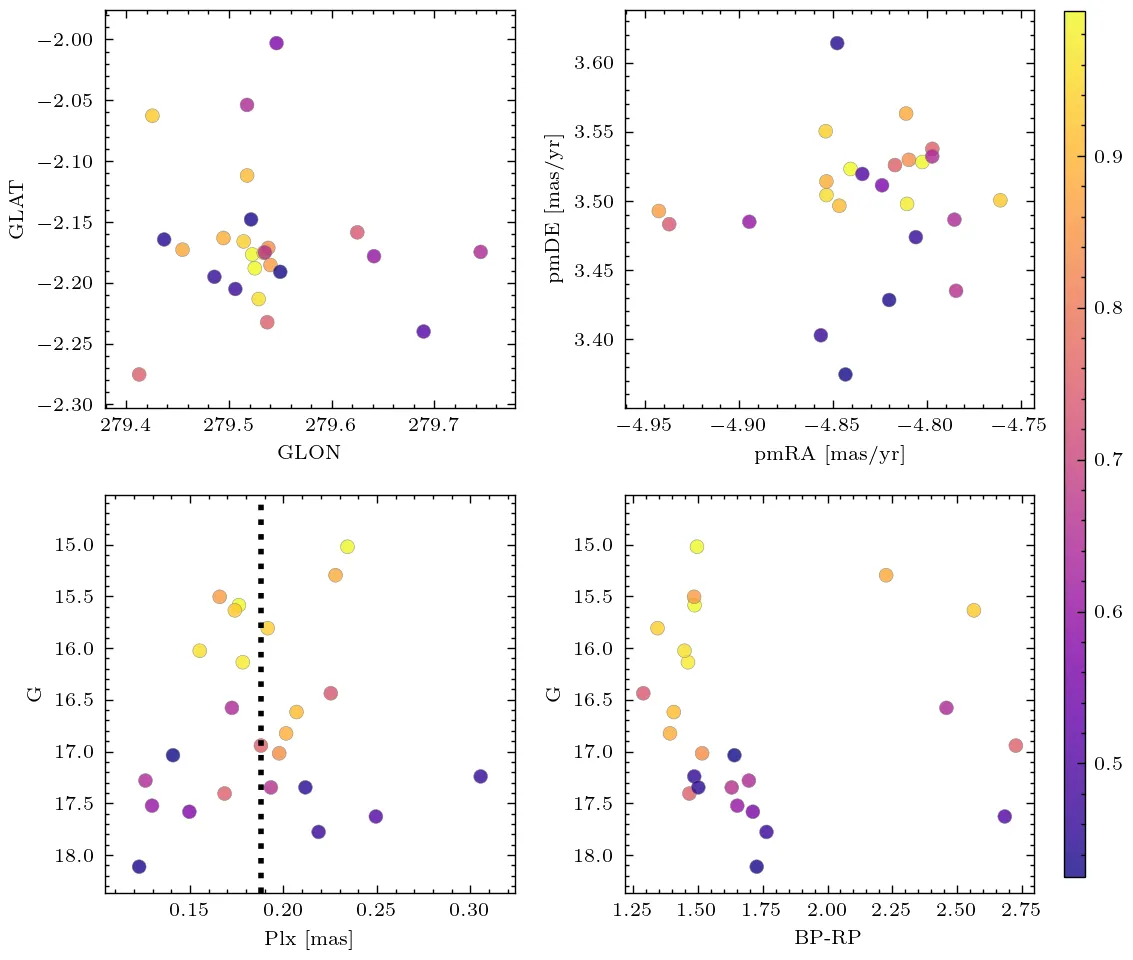 −2.00
−2.05
−2.10
−2.15
−2.20
−2.25
−2.30
GLAT
279.4 279.5 279.6 279.7
GLON
3.60
3.55
3.50
3.45
3.40
pmDE [mas/yr]
−4.95 −4.90 −4.85 −4.80 −4.75
pmRA [mas/yr]
15.0
15.5
16.0
16.5
17.0
17.5
18.0
G
0.15 0.20 0.25 0.30
Plx [mas]
15.0
15.5
16.0
16.5
17.0
17.5
18.0
G
1.25 1.50 1.75 2.00 2.25 2.50 2.75
BP-RP
0.9
0.8
0.7
0.6
0.5